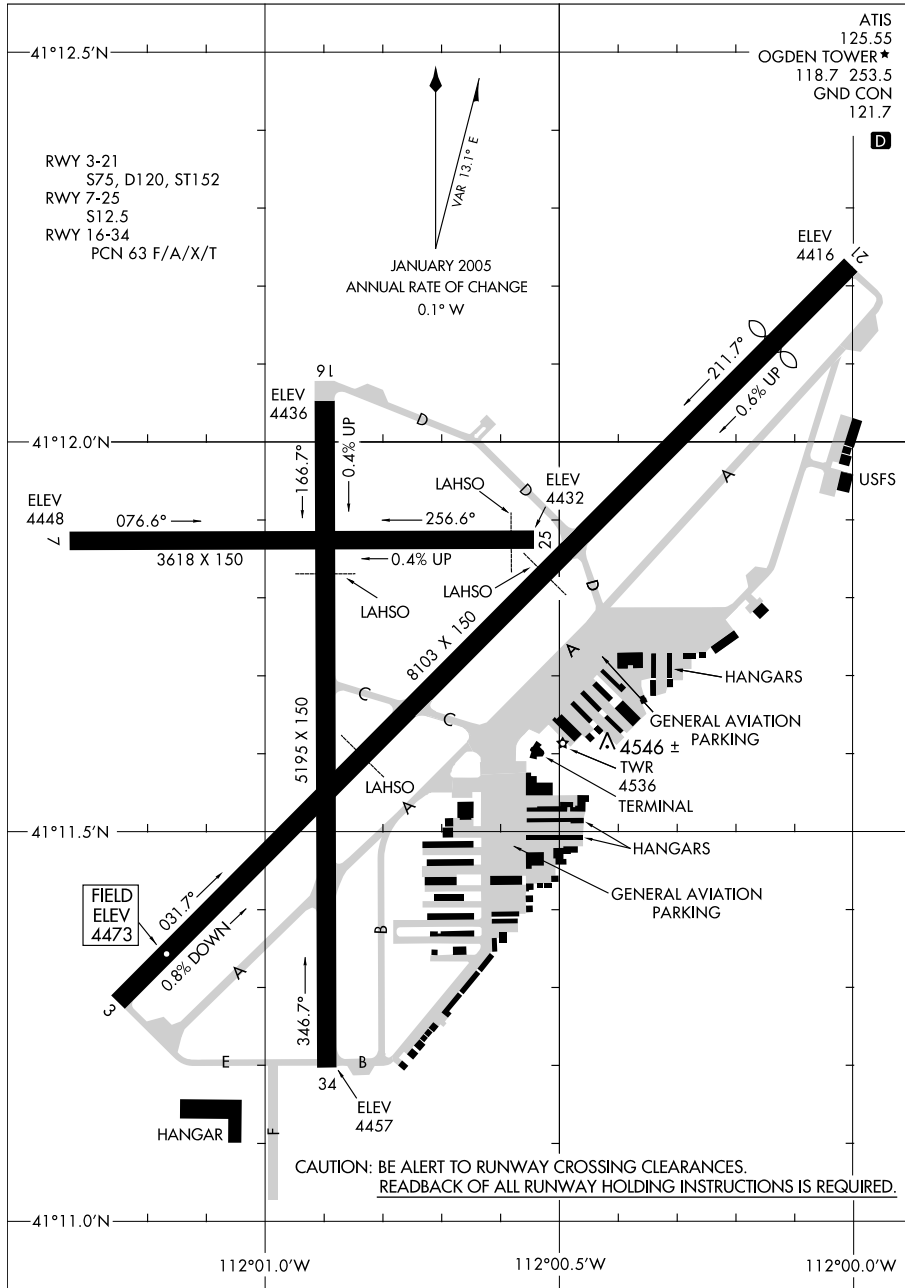 ATIS
125.55
OGDEN TOWER★
118.7 253.5
GND CON
121.7
D
41°12.5'N
VAR 13.1° E
JANUARY 2005
ANNUAL RATE OF CHANGE
0.1° W
RWY 3-21
S75, D120, ST152
RWY 7-25
S12.5
RWY 16-34
PCN 63 F/A/X/T
ELEV
4416
21
211.7°
0.6% UP
16
ELEV
4436
D
166.7°
0.4% UP
41°12.0'N
A
USFS
LAHSO
D
ELEV
4432
ELEV
4448
7
076.6°
256.6°
25
3618 X 150
0.4% UP
LAHSO
LAHSO
D
8103 X 150
A
HANGARS
C
C
GENERAL AVIATION
PARKING
5195 X 150
4546 ±
TWR
4536
TERMINAL
LAHSO
A
41°11.5'N
HANGARS
GENERAL AVIATION
PARKING
FIELD
ELEV
4473
031.7°
0.8% DOWN
A
B
3
346.7°
E
B
34
ELEV
4457
HANGAR
F
CAUTION: BE ALERT TO RUNWAY CROSSING CLEARANCES.
READBACK OF ALL RUNWAY HOLDING INSTRUCTIONS IS REQUIRED.
41°11.0'N
112°01.0'W
112°00.5'W
112°00.0'W